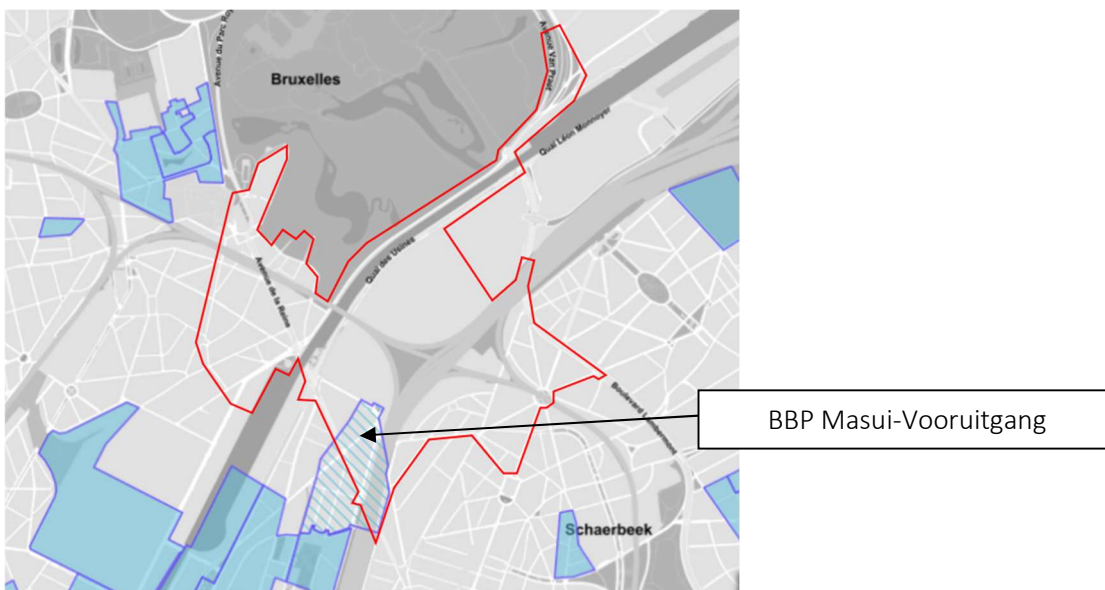 Avenue du Parc Roy
Avenue Van Praet
Bruxelles
Quai Léon Monnoyer
Quai des Usines
Avenue de la Reine
Boulevard Lambermont
BBP Masui-Vooruitgang
Schaerbeek